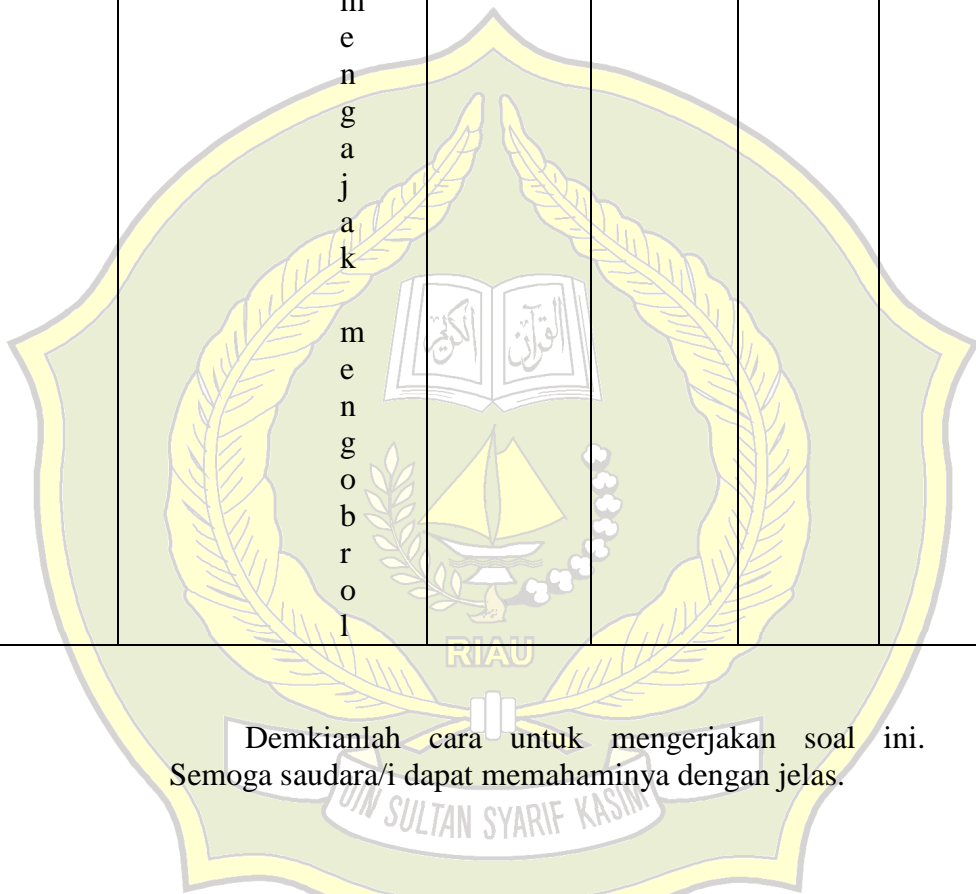 m
e
n
g
a
j
a
k
m
e
n
g
o
b
r
o
l
RIAU
Demkianlah cara untuk mengerjakan soal ini.
Semoga saudara/i dapat memahaminya dengan jelas.
UIN SULTAN SYARIF KASIM